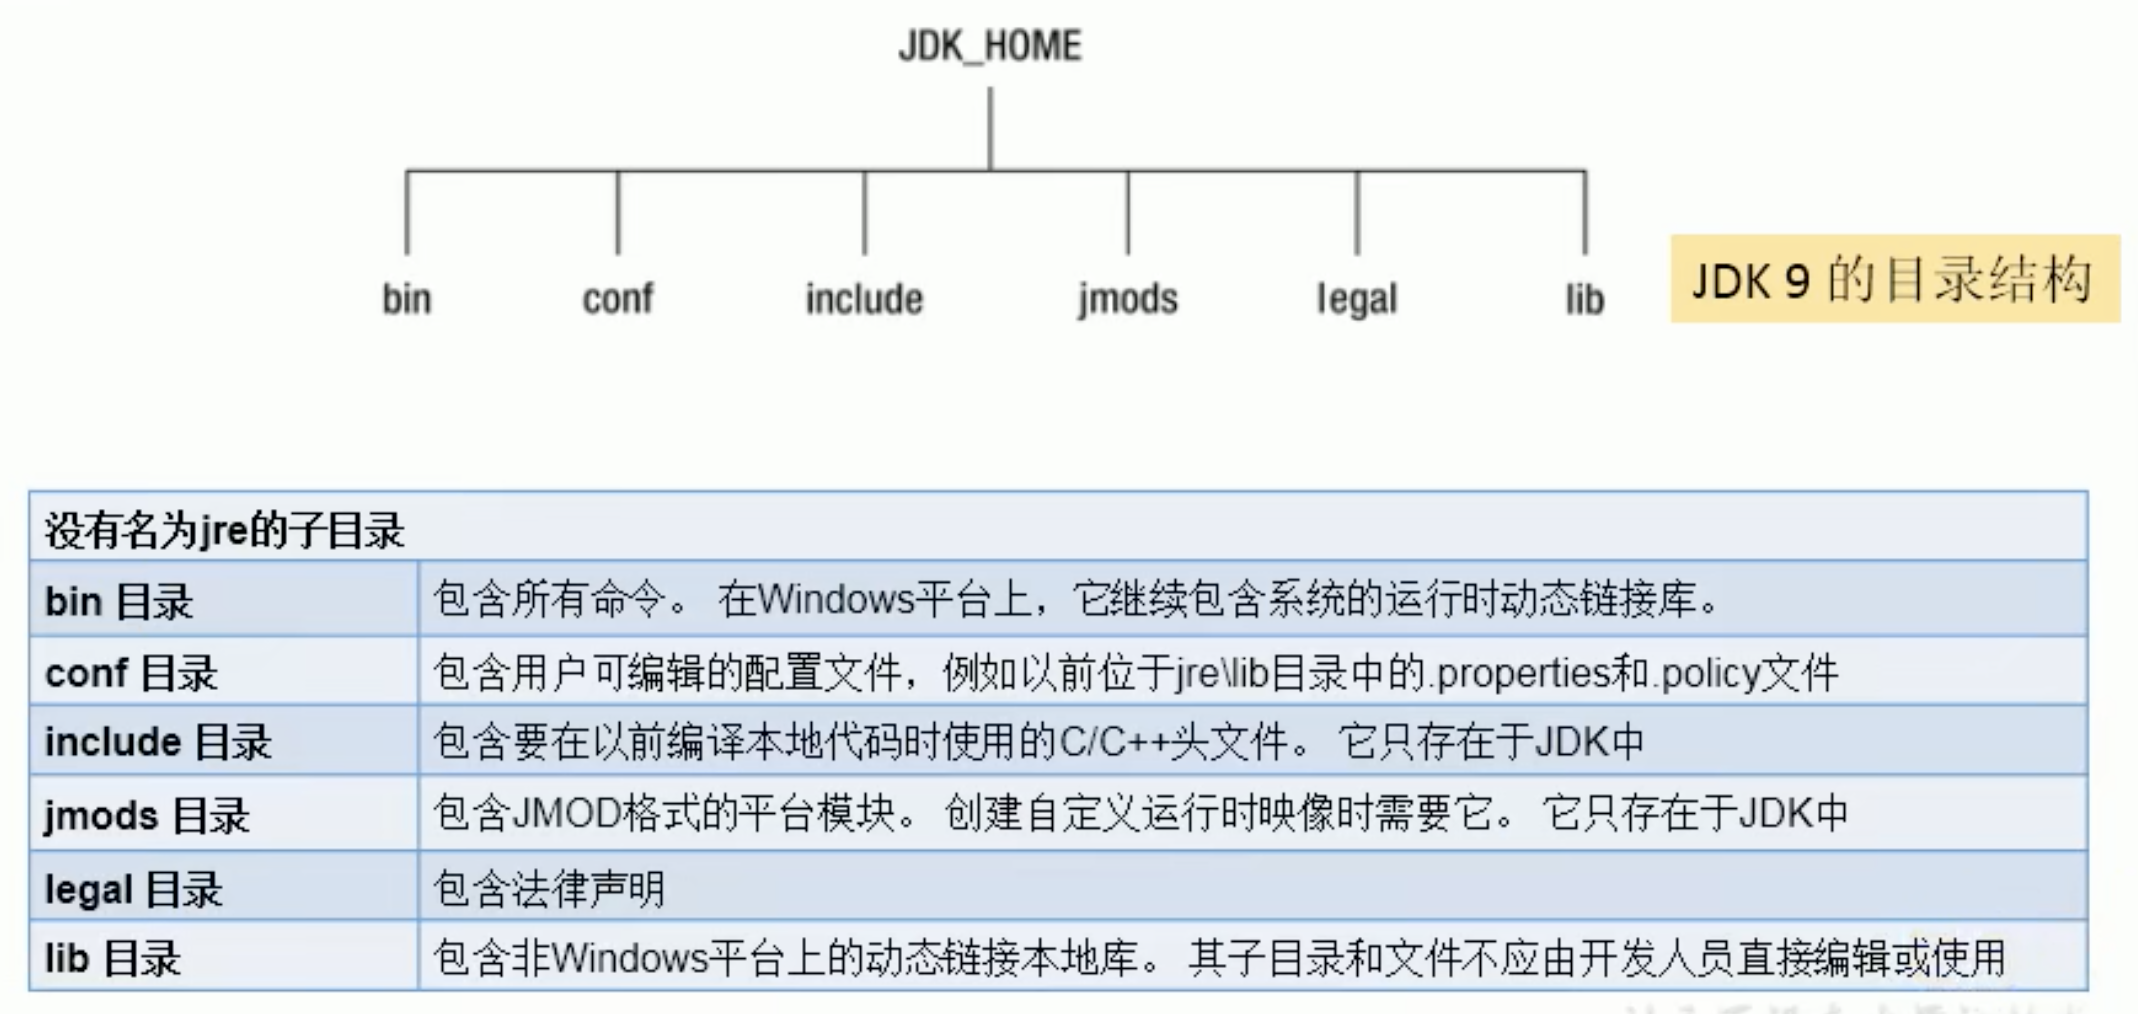 JDK_HOME
bin conf include jmods legal lib
JDK 9 的目录结构
没有名为jre的子目录
bin 目录 包含所有命令。 在Windows平台上，它继续包含系统的运行时动态链接库。
conf 目录 包含用户可编辑的配置文件，例如以前位于jre\lib目录中的.properties和.policy文件
include 目录 包含要在以前编译本地代码时使用的C/C++头文件。 它只存在于JDK中
jmods 目录 包含JMOD格式的平台模块。 创建自定义运行时映像时需要它。 它只存在于JDK中
legal 目录 包含法律声明
lib 目录 包含非Windows平台上的动态链接本地库。 其子目录和文件不应由开发人员直接编辑或使用